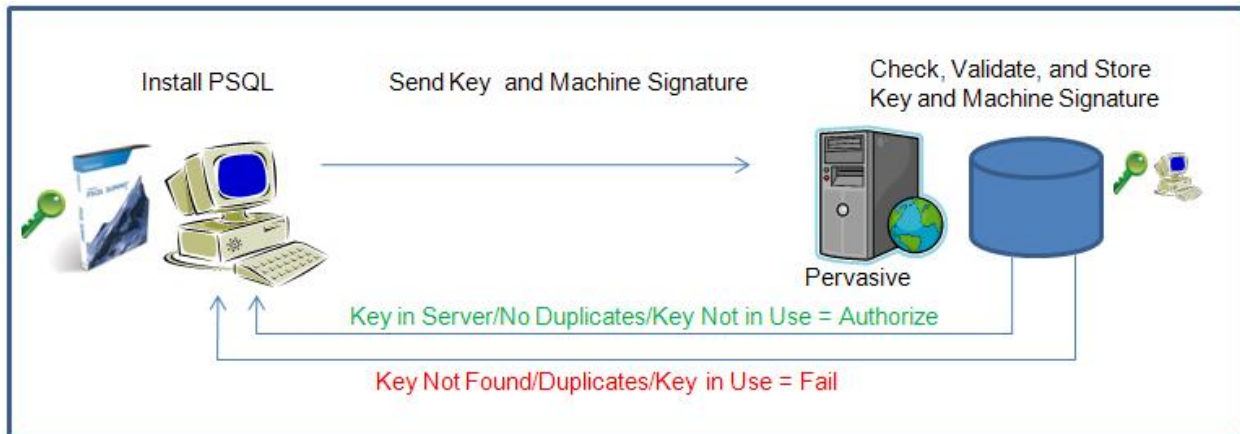 Install PSQL
Send Key and Machine Signature
Check, Validate, and Store
Key and Machine Signature
Pervasive
Key in Server/No Duplicates/Key Not in Use = Authorize
Key Not Found/Duplicates/Key in Use = Fail